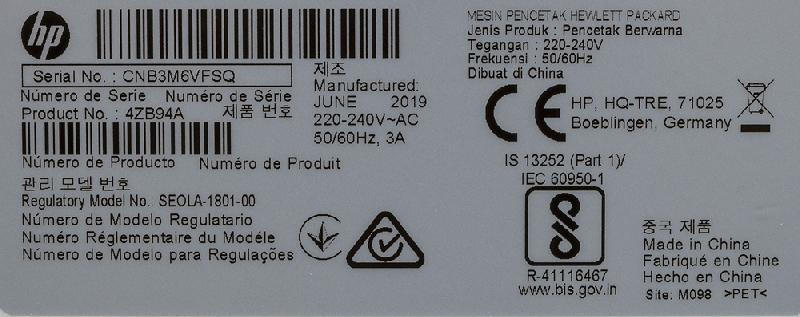 hp
Serial No. : CNB3M6VFSQ
Número de Serie    Numéro de Série
Product No. : 4ZB94A    제품 번호
제조
Manufactured:
JUNE    2019
220-240V~AC
50/60Hz, 3A
Número de Producto    Numéro de Produit
관리 모델 번호
Regulatory Model No.    SEOLA-1801-00
Número de Modelo Regulatario
Numéro Réglementaire du Modéle
Número de Modelo para Regulações
MESIN PENCETAK HEWLETT PACKARD
Jenis Produk : Pencetak Berwarna
Tegangan : 220-240V
Frekuensi : 50/60Hz
Dibuat di China
CE
HP, HQ-TRE, 71025
Boeblingen, Germany
IS 13252 (Part 1)/
IEC 60950-1
R-41116467
www.bis.gov.in
중국 제품
Made in China
Fabriqué en Chine
Hecho en China
Site: M098    >PET<